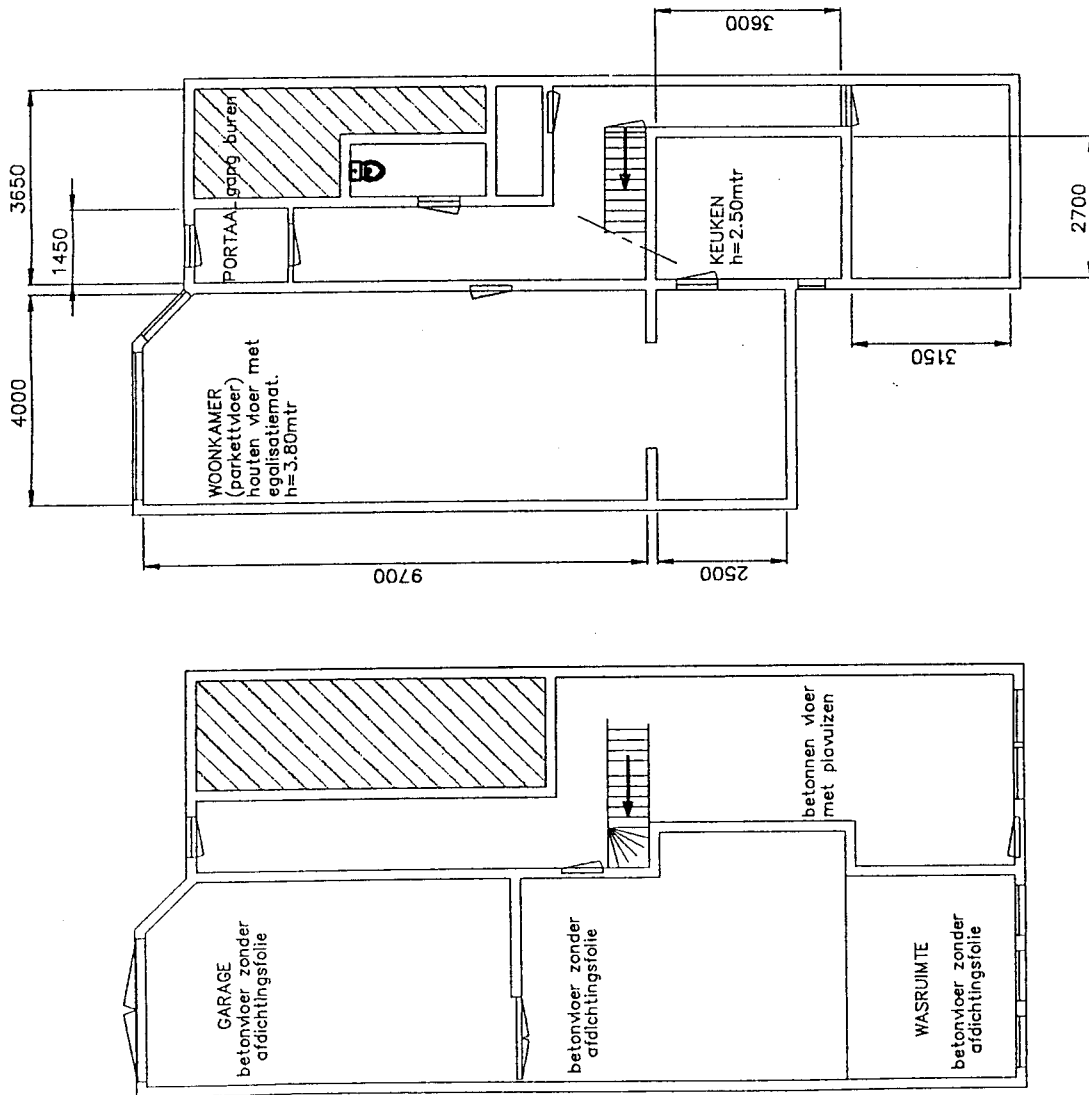 3650
1450
4000
PORTAAL gang buren
WOONKAMER
(parkettvloer)
houten vloer met
egalisatiemat.
h=3.80mtr
KEUKEN
h=2.50mtr
3600
2700
3150
9700
2500
GARAGE
betonvloer zonder
afdichtingsfolie
betonvloer zonder
afdichtingsfolie
betonnen vloer
met plavuizen
WASRUIMTE
betonvloer zonder
afdichtingsfolie